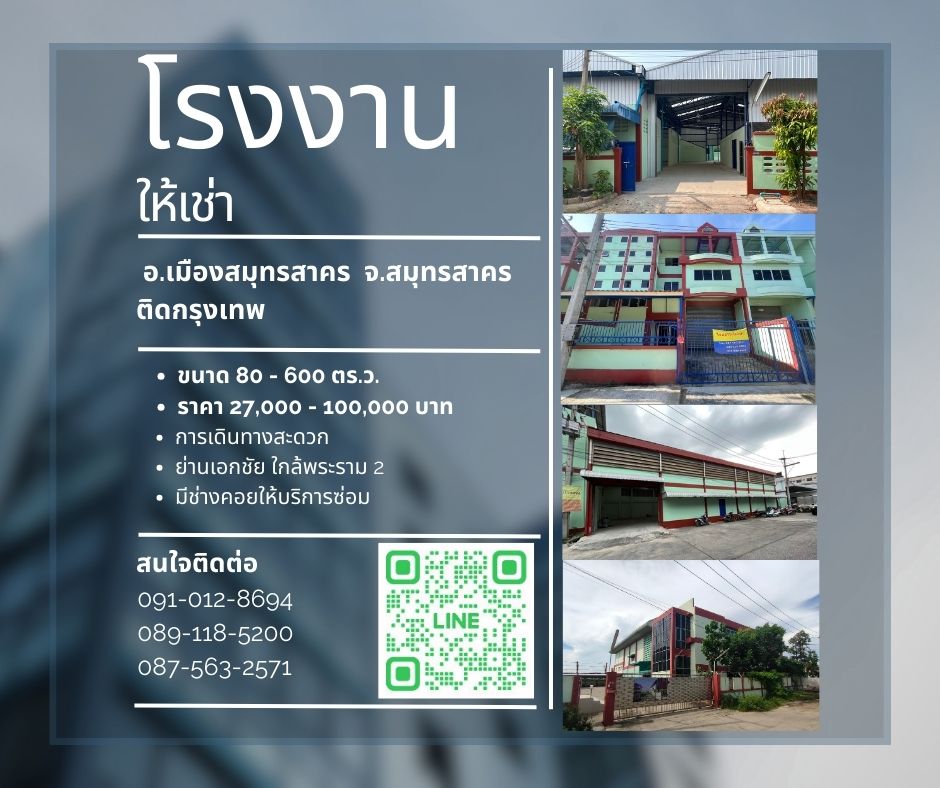 โรงงาน
ให้เช่า
อ.เมืองสมุทรสาคร จ.สมุทรสาคร
ติดกรุงเทพ
• ขนาด 80 - 600 ตร.ว.
• ราคา 27,000 - 100,000 บาท
• การเดินทางสะดวก
• ย่านเอกชัย ใกล้พระราม 2
• มีช่างคอยให้บริการซ่อม
สนใจติดต่อ
091-012-8694
089-118-5200
087-563-2571
LINE